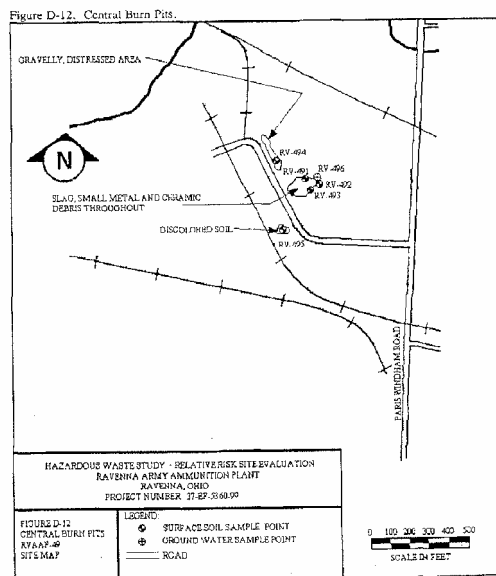 Figure D-12. Central Burn Pits.
GRAVELLY, DISTRESSED AREA
N
RV-494
RV-491
RV-496
RV-492
RV-493
SLAG, SMALL METAL AND CERAMIC
DEBRIS THROUGHOUT
DISCOLORED SOIL
RV-495
PARIS WINDHAM ROAD
HAZARDOUS WASTE STUDY - RELATIVE RISK SITE EVALUATION
RAVENNA ARMY AMMUNITION PLANT
RAVENNA, OHIO
PROJECT NUMBER 37-EF-5360-99
FIGURE D-12
CENTRAL BURN PITS
RVAAP-49
SITE MAP
LEGEND:
SURFACE SOIL SAMPLE POINT
GROUND WATER SAMPLE POINT
ROAD
0 100 200 300 400 500
SCALE IN FEET